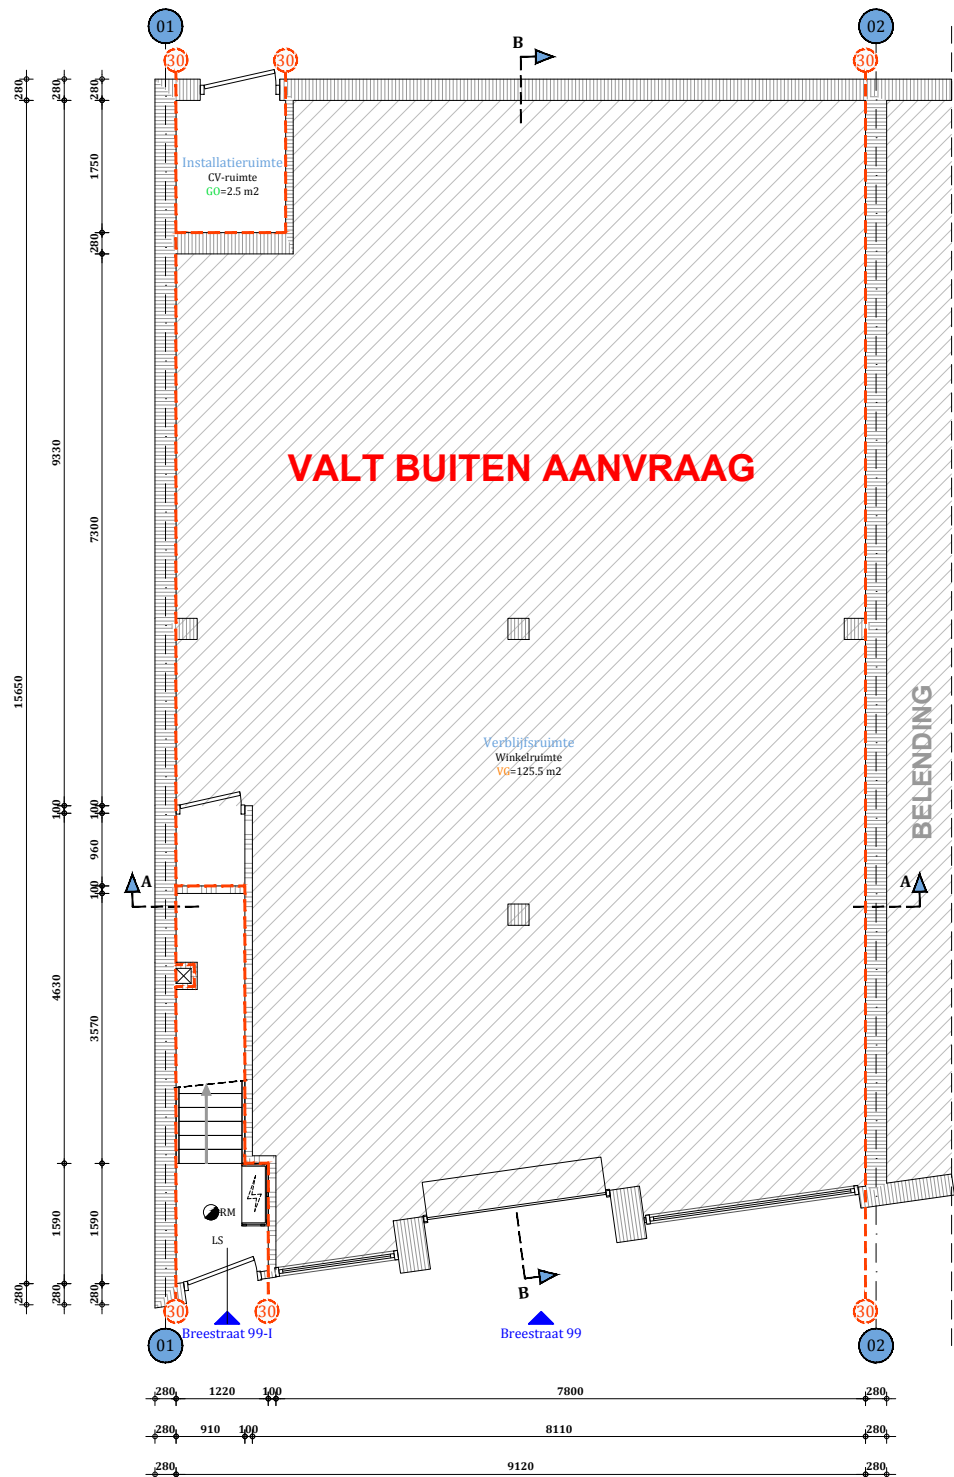 01
02
B
30
30
30
280
280
280
Installatieruimte
CV-ruimte
GO=2.5 m2
1750
280
9330
7300
VALT BUITEN AANVRAAG
15650
BELENDING
Verblijfsruimte
Winkelruimte
VG=125.5 m2
100
100
960
A
A
100
4630
3570
RM
LS
1590
1590
280
280
280
B
30
30
30
Breestraat 99-I
Breestraat 99
01
02
280
1220
100
7800
280
280
910
100
8110
280
280
9120